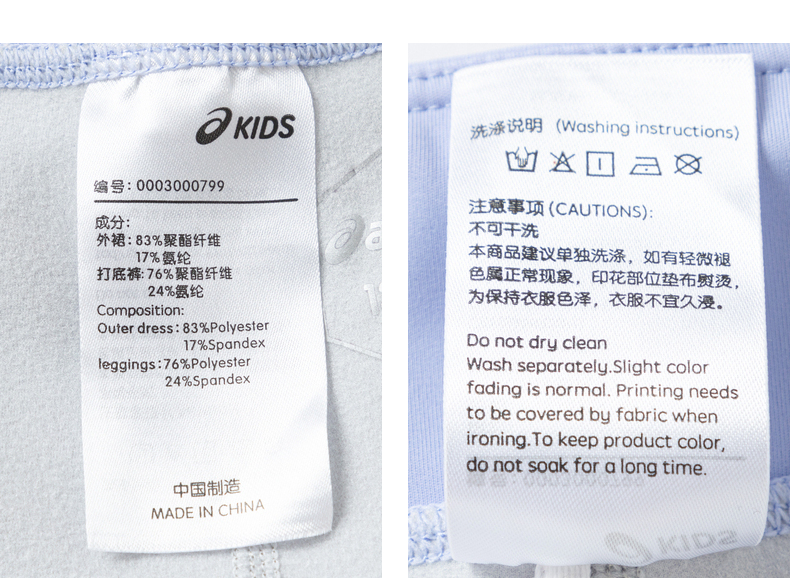 KIDS
编号: 0003000799
成分:
外裙: 83%聚酯纤维
17%氨纶
打底裤: 76%聚酯纤维
24%氨纶
Composition:
Outer dress: 83%Polyester
17%Spandex
leggings: 76%Polyester
24%Spandex
中国制造
MADE IN CHINA
洗涤说明 (Washing instructions)
注意事项 (CAUTIONS):
不可干洗
本商品建议单独洗涤，如有轻微褪
色属正常现象，印花部位垫布熨烫，
为保持衣服色泽，衣服不宜久浸。
Do not dry clean
Wash separately.Slight color
fading is normal. Printing needs
to be covered by fabric when
ironing.To keep product color,
do not soak for a long time.